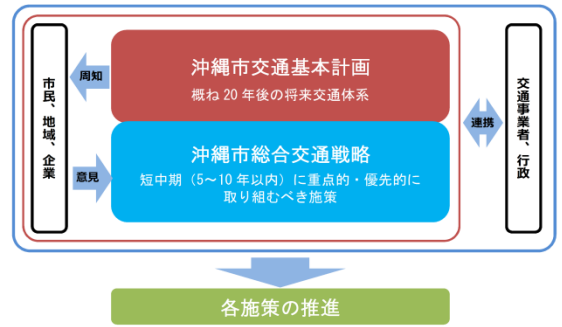 市民、地域、企業
周知
意見
沖縄市交通基本計画
概ね20年後の将来交通体系
沖縄市総合交通戦略
短中期（5～10年以内）に重点的・優先的に
取り組むべき施策
連携
交通事業者、行政
各施策の推進